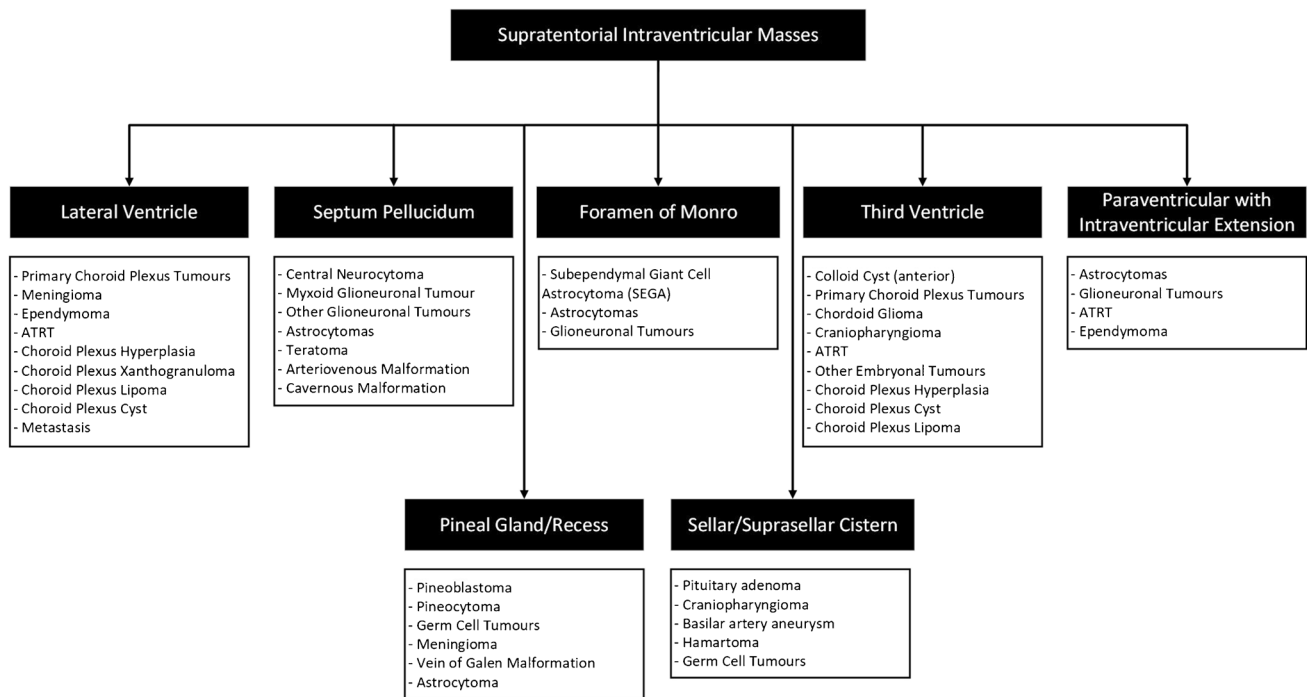 Supratentorial Intraventricular Masses
Lateral Ventricle
- Primary Choroid Plexus Tumours
- Meningioma
- Ependymoma
- ATRT
- Choroid Plexus Hyperplasia
- Choroid Plexus Xanthogranuloma
- Choroid Plexus Lipoma
- Choroid Plexus Cyst
- Metastasis
Septum Pellucidum
- Central Neurocytoma
- Myxoid Glioneuronal Tumour
- Other Glioneuronal Tumours
- Astrocytomas
- Teratoma
- Arteriovenous Malformation
- Cavernous Malformation
Foramen of Monro
- Subependymal Giant Cell
Astrocytoma (SEGA)
- Astrocytomas
- Glioneuronal Tumours
Third Ventricle
- Colloid Cyst (anterior)
- Primary Choroid Plexus Tumours
- Chordoid Glioma
- Craniopharyngioma
- ATRT
- Other Embryonal Tumours
- Choroid Plexus Hyperplasia
- Choroid Plexus Cyst
- Choroid Plexus Lipoma
Paraventricular with
Intraventricular Extension
- Astrocytomas
- Glioneuronal Tumours
- ATRT
- Ependymoma
Pineal Gland/Recess
- Pineoblastoma
- Pineocytoma
- Germ Cell Tumours
- Meningioma
- Vein of Galen Malformation
- Astrocytoma
Sellar/Suprasellar Cistern
- Pituitary adenoma
- Craniopharyngioma
- Basilar artery aneurysm
- Hamartoma
- Germ Cell Tumours